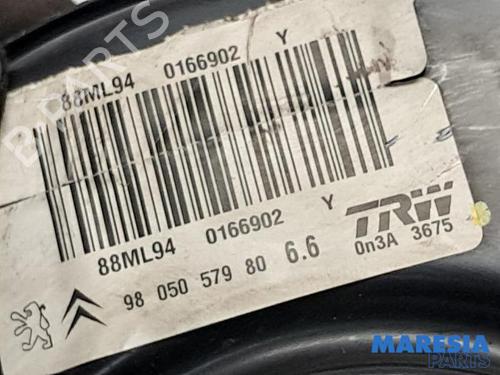 B-PARTS
88ML94 0166902 Y
88ML94 0166902 Y
TRW
98 050 579 80 6.6 0n3A 3675
MARESIA
PARTS